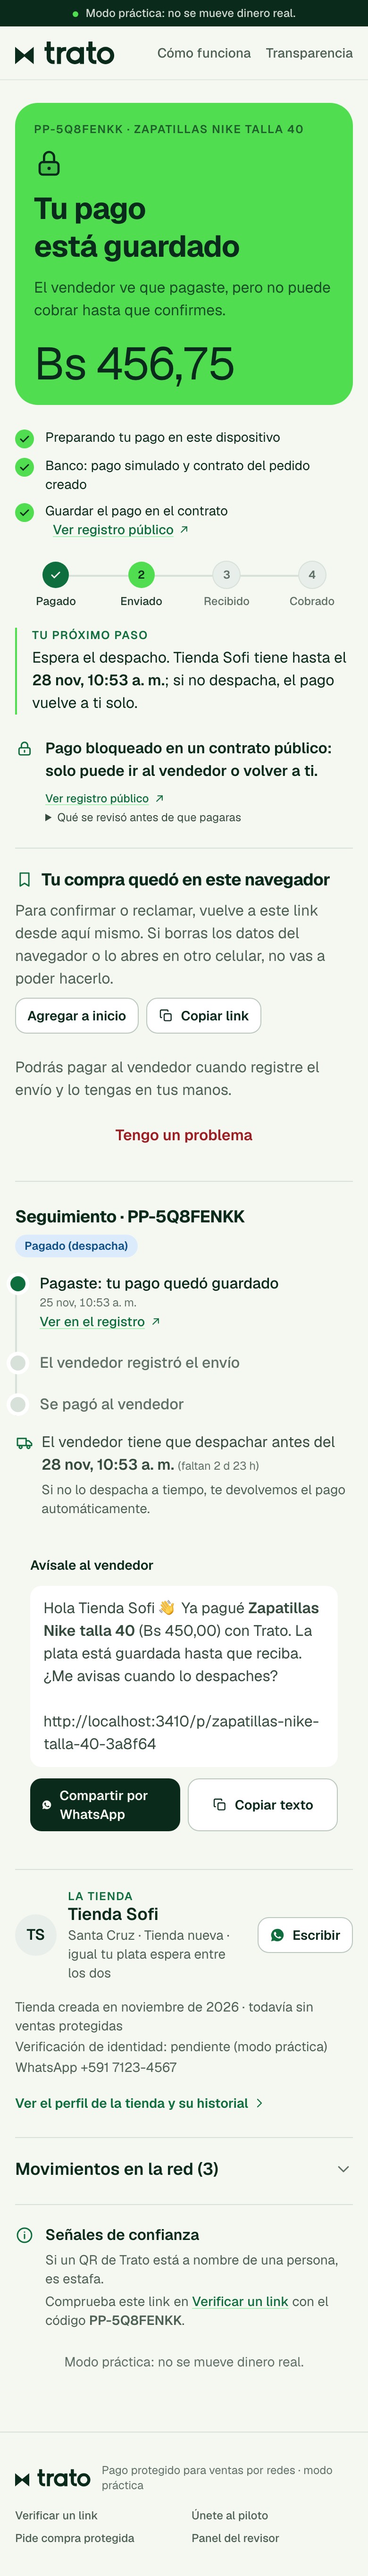 Modo práctica: no se mueve dinero real.
trato
Cómo funciona
Transparencia
PP-5Q8FENKK · ZAPATILLAS NIKE TALLA 40
Tu pago
está guardado
El vendedor ve que pagaste, pero no puede
cobrar hasta que confirmes.
Bs 456,75
Preparando tu pago en este dispositivo
Banco: pago simulado y contrato del pedido
creado
Guardar el pago en el contrato
Ver registro público ↗
2
3
4
Pagado
Enviado
Recibido
Cobrado
TU PRÓXIMO PASO
Espera el despacho. Tienda Sofi tiene hasta el
28 nov, 10:53 a. m.; si no despacha, el pago
vuelve a ti solo.
Pago bloqueado en un contrato público:
solo puede ir al vendedor o volver a ti.
Ver registro público ↗
▶ Qué se revisó antes de que pagaras
Tu compra quedó en este navegador
Para confirmar o reclamar, vuelve a este link
desde aquí mismo. Si borras los datos del
navegador o lo abres en otro celular, no vas a
poder hacerlo.
Agregar a inicio
Copiar link
Podrás pagar al vendedor cuando registre el
envío y lo tengas en tus manos.
Tengo un problema
Seguimiento · PP-5Q8FENKK
Pagado (despacha)
Pagaste: tu pago quedó guardado
25 nov, 10:53 a. m.
Ver en el registro ↗
El vendedor registró el envío
Se pagó al vendedor
El vendedor tiene que despachar antes del
28 nov, 10:53 a. m. (faltan 2 d 23 h)
Si no lo despacha a tiempo, te devolvemos el pago
automáticamente.
Avísale al vendedor
Hola Tienda Sofi 👋 Ya pagué Zapatillas
Nike talla 40 (Bs 450,00) con Trato. La
plata está guardada hasta que reciba.
¿Me avisas cuando lo despaches?
http://localhost:3410/p/zapatillas-nike-
talla-40-3a8f64
Compartir por
WhatsApp
Copiar texto
LA TIENDA
TS
Tienda Sofi
Santa Cruz · Tienda nueva ·
igual tu plata espera entre
los dos
Escribir
Tienda creada en noviembre de 2026 · todavía sin
ventas protegidas
Verificación de identidad: pendiente (modo práctica)
WhatsApp +591 7123-4567
Ver el perfil de la tienda y su historial
Movimientos en la red (3)
Señales de confianza
Si un QR de Trato está a nombre de una persona,
es estafa.
Comprueba este link en Verificar un link con el
código PP-5Q8FENKK.
Modo práctica: no se mueve dinero real.
trato
Pago protegido para ventas por redes · modo
práctica
Verificar un link
Únete al piloto
Pide compra protegida
Panel del revisor